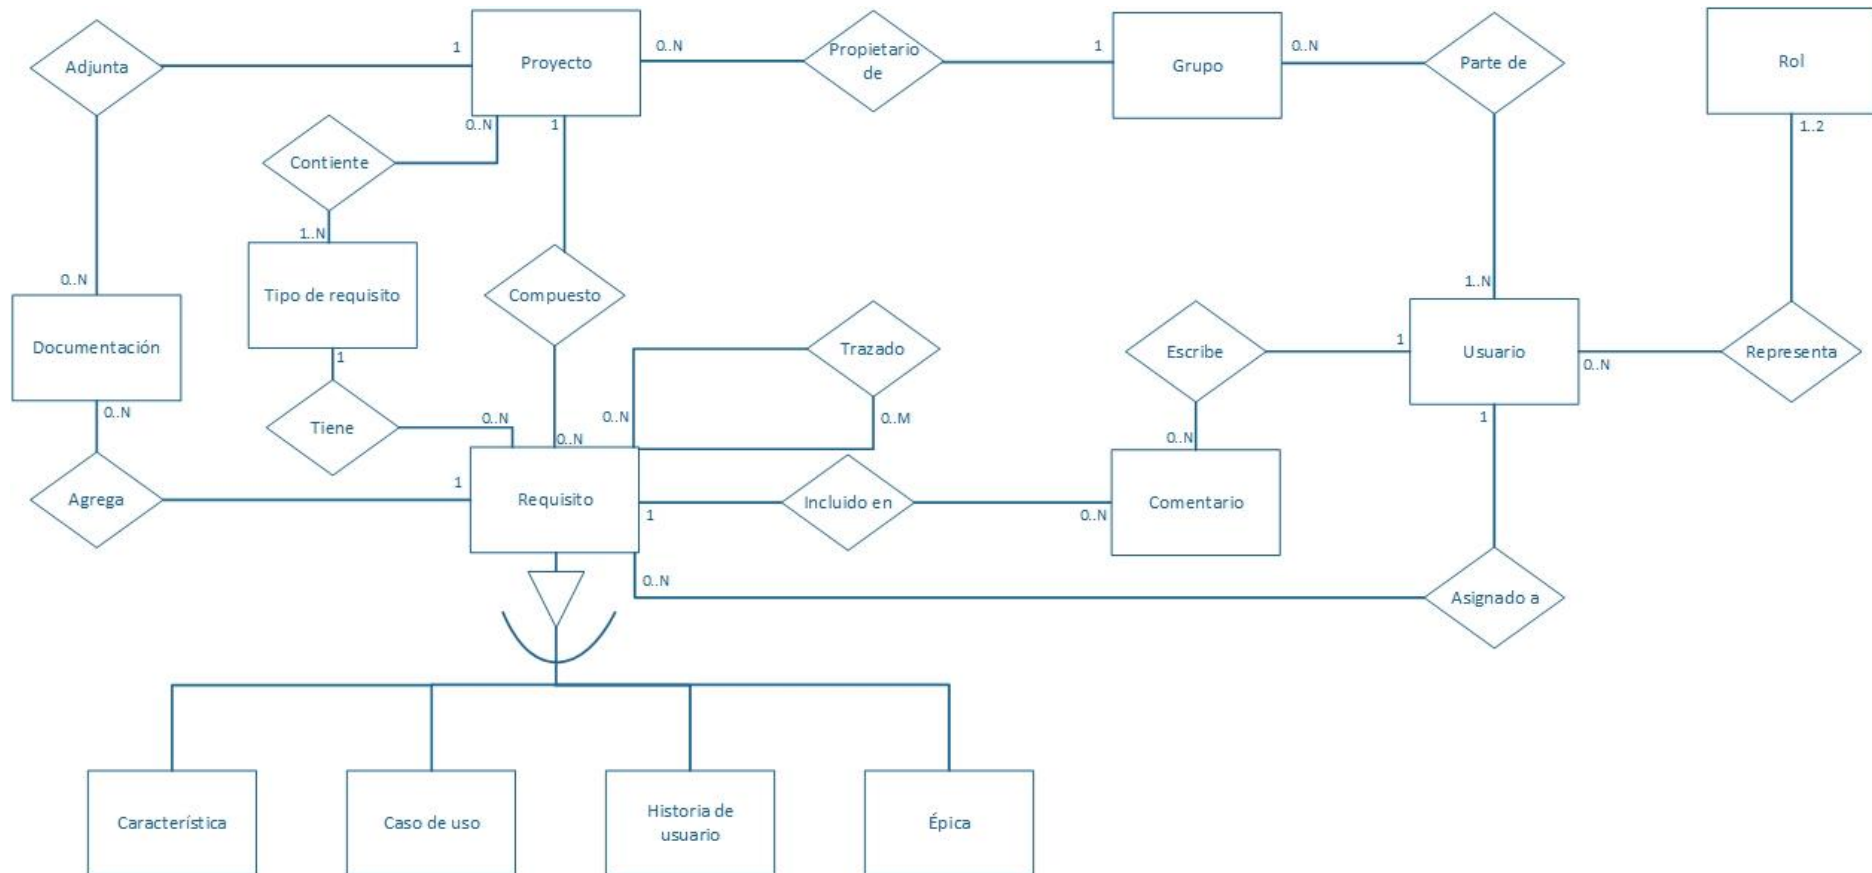 Adjunta
1
Proyecto
0..N
Propietario
de
1
Grupo
0..N
Parte de
Rol
0..N
1
1..2
Contiente
1..N
0..N
Tipo de requisito
Compuesto
1..N
Documentación
1
Trazado
Escribe
1
Usuario
0..N
Representa
0..N
Tiene
0..N
0..N
0..N
0..M
0..N
1
Agrega
1
Requisito
1
Incluido en
0..N
Comentario
0..N
Asignado a
Característica
Caso de uso
Historia de
usuario
Épica